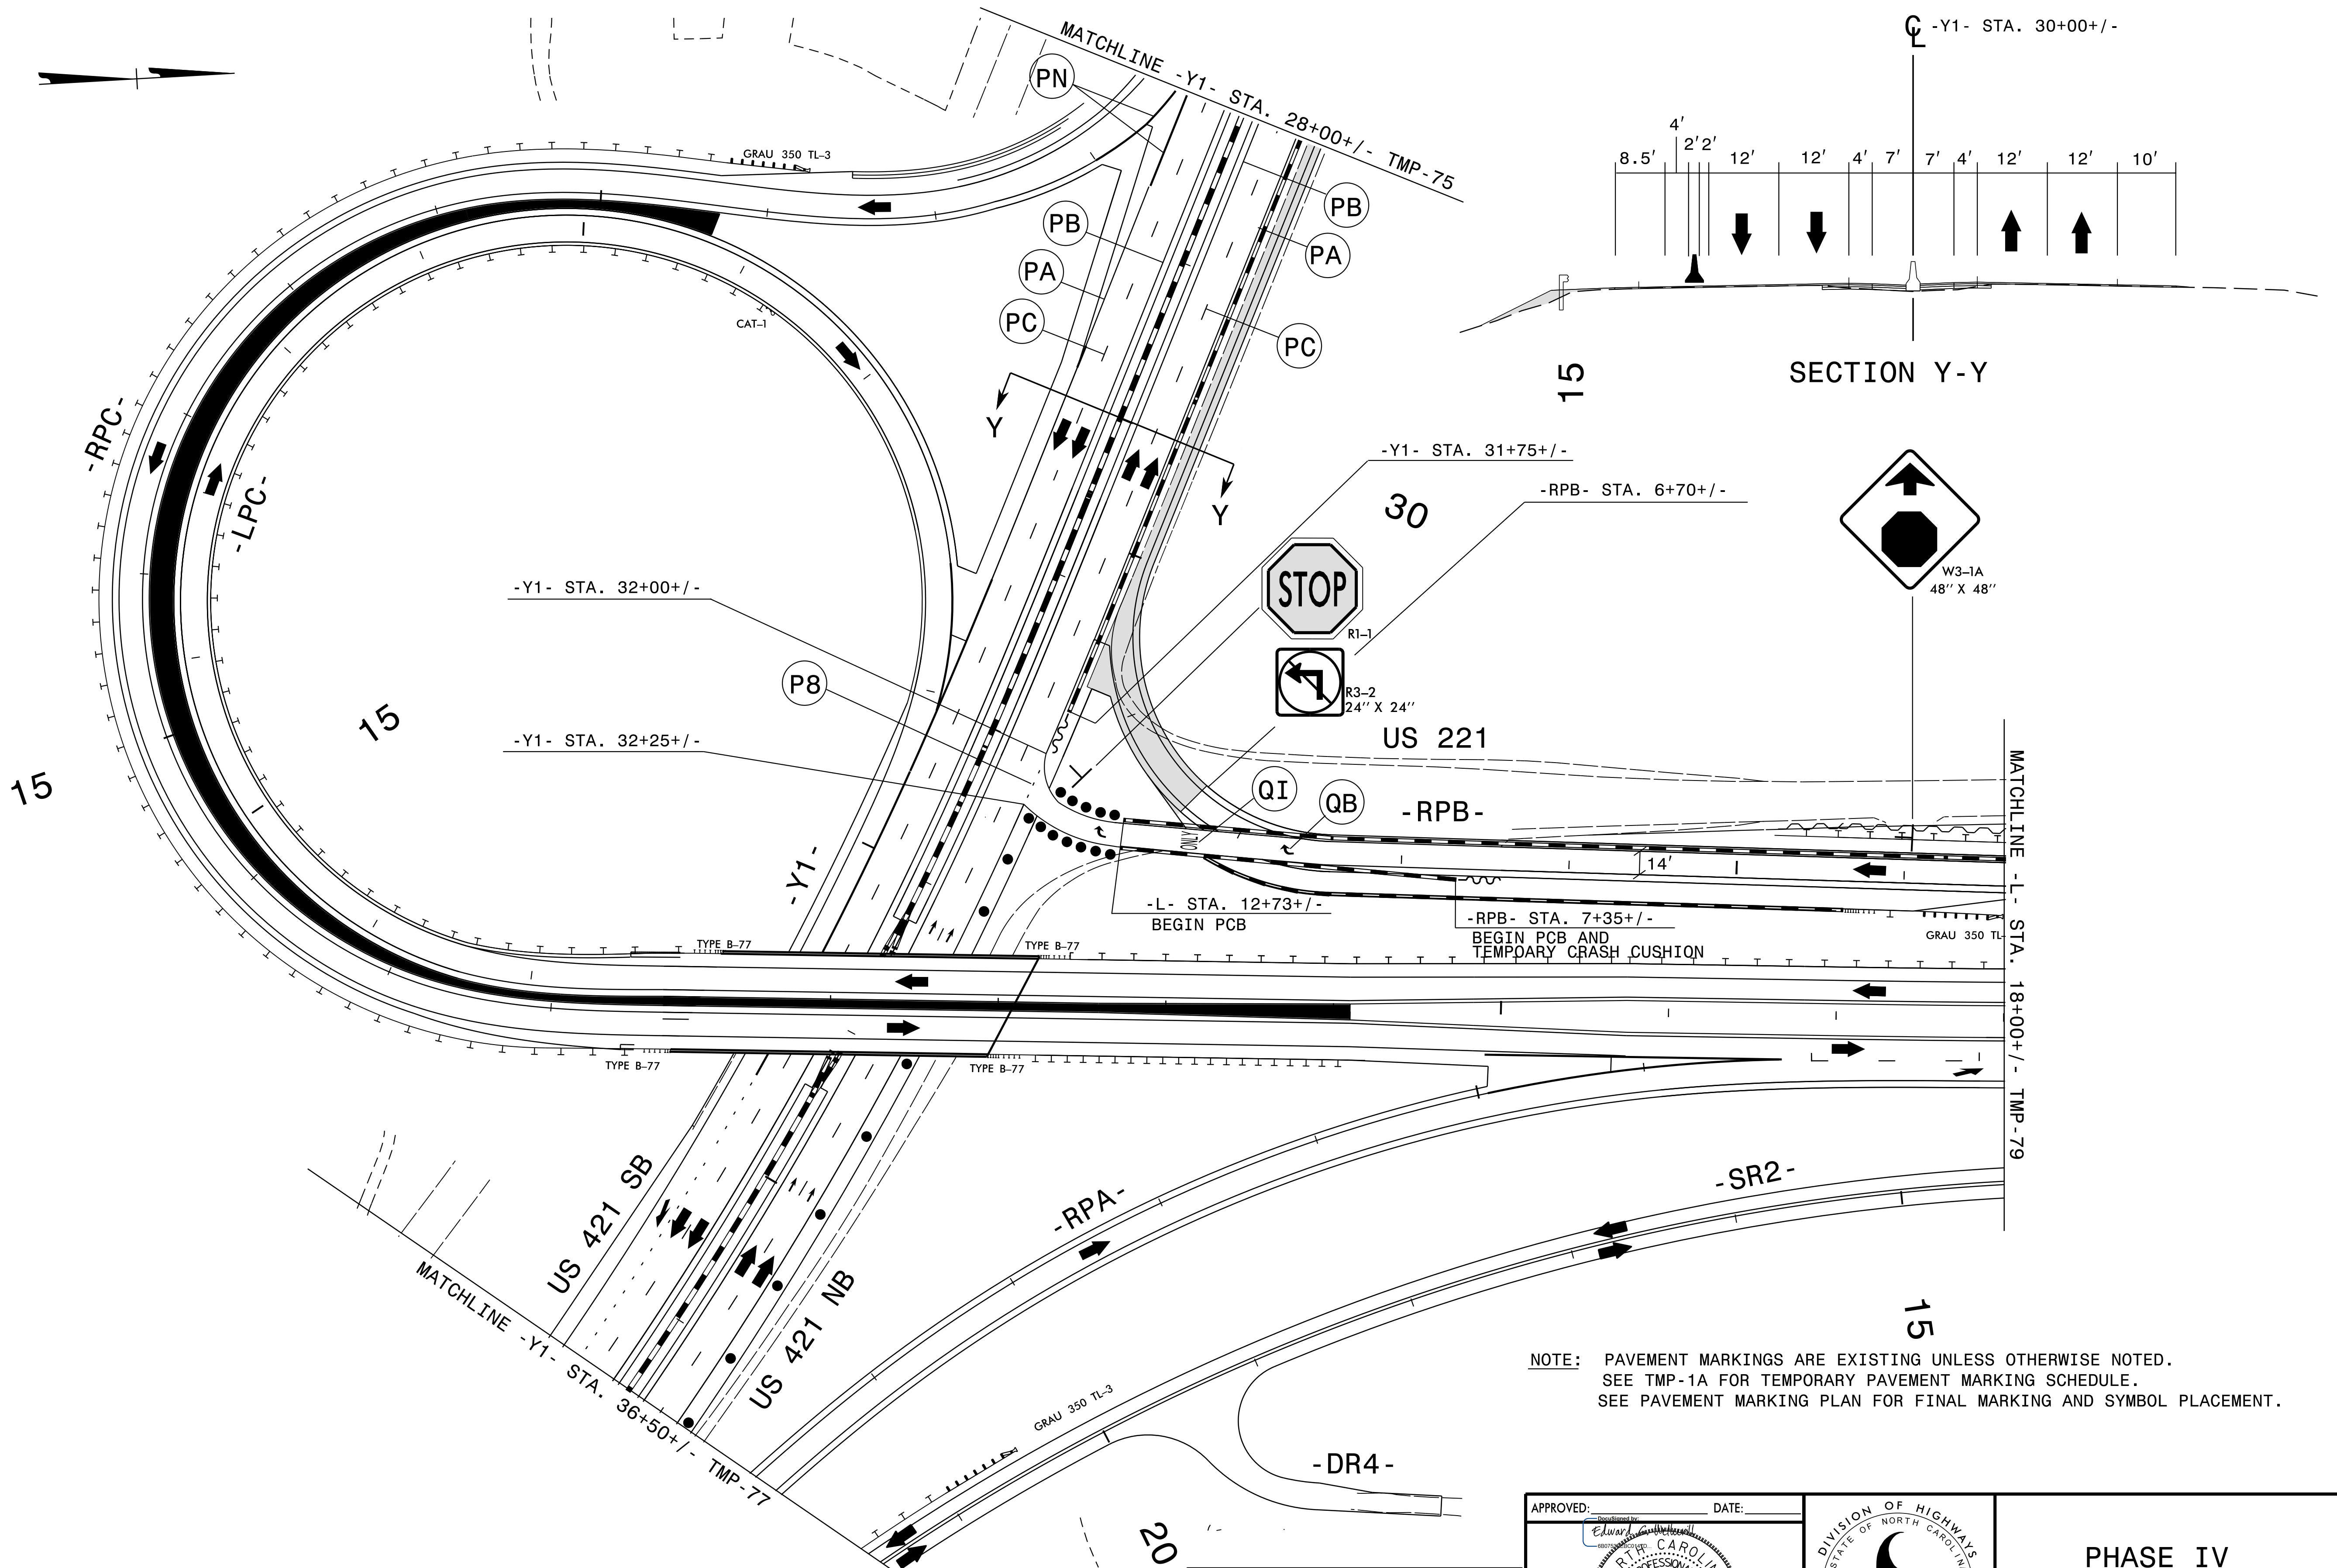 MATCHLINE -Y1- STA. 28+00+/- TMP-75
PN
GRAU 350 TL-3
PB
PA
PC
PB
PA
PC
CAT-1
-RPC-
-LPC-
Y
Y
℄ -Y1- STA. 30+00+/-
4'
8.5'
2'
2'
12'
12'
4'
7'
7'
4'
12'
12'
10'
SECTION Y-Y
15
-Y1- STA. 31+75+/-
30
-RPB- STA. 6+70+/-
STOP
R1-1
R3-2
24'' X 24''
W3-1A
48'' X 48''
-Y1- STA. 32+00+/-
P8
-Y1- STA. 32+25+/-
15
15
US 221
-RPB-
QI
QB
14'
-Y1-
-L- STA. 12+73+/-
BEGIN PCB
-RPB- STA. 7+35+/-
BEGIN PCB AND
TEMPOARY CRASH CUSHION
GRAU 350 TL-
MATCHLINE -L- STA. 18+00+/- TMP-79
TYPE B-77
TYPE B-77
TYPE B-77
TYPE B-77
US 421 SB
US 421 NB
MATCHLINE -Y1- STA. 36+50+/- TMP-77
-RPA-
-SR2-
15
GRAU 350 TL-3
-DR4-
20
NOTE: PAVEMENT MARKINGS ARE EXISTING UNLESS OTHERWISE NOTED.
SEE TMP-1A FOR TEMPORARY PAVEMENT MARKING SCHEDULE.
SEE PAVEMENT MARKING PLAN FOR FINAL MARKING AND SYMBOL PLACEMENT.
APPROVED:
DATE:
DocuSigned by:
DIVISION OF HIGHWAYS
STATE OF NORTH CAROLIN
RTH CAROLIN
PHASE IV